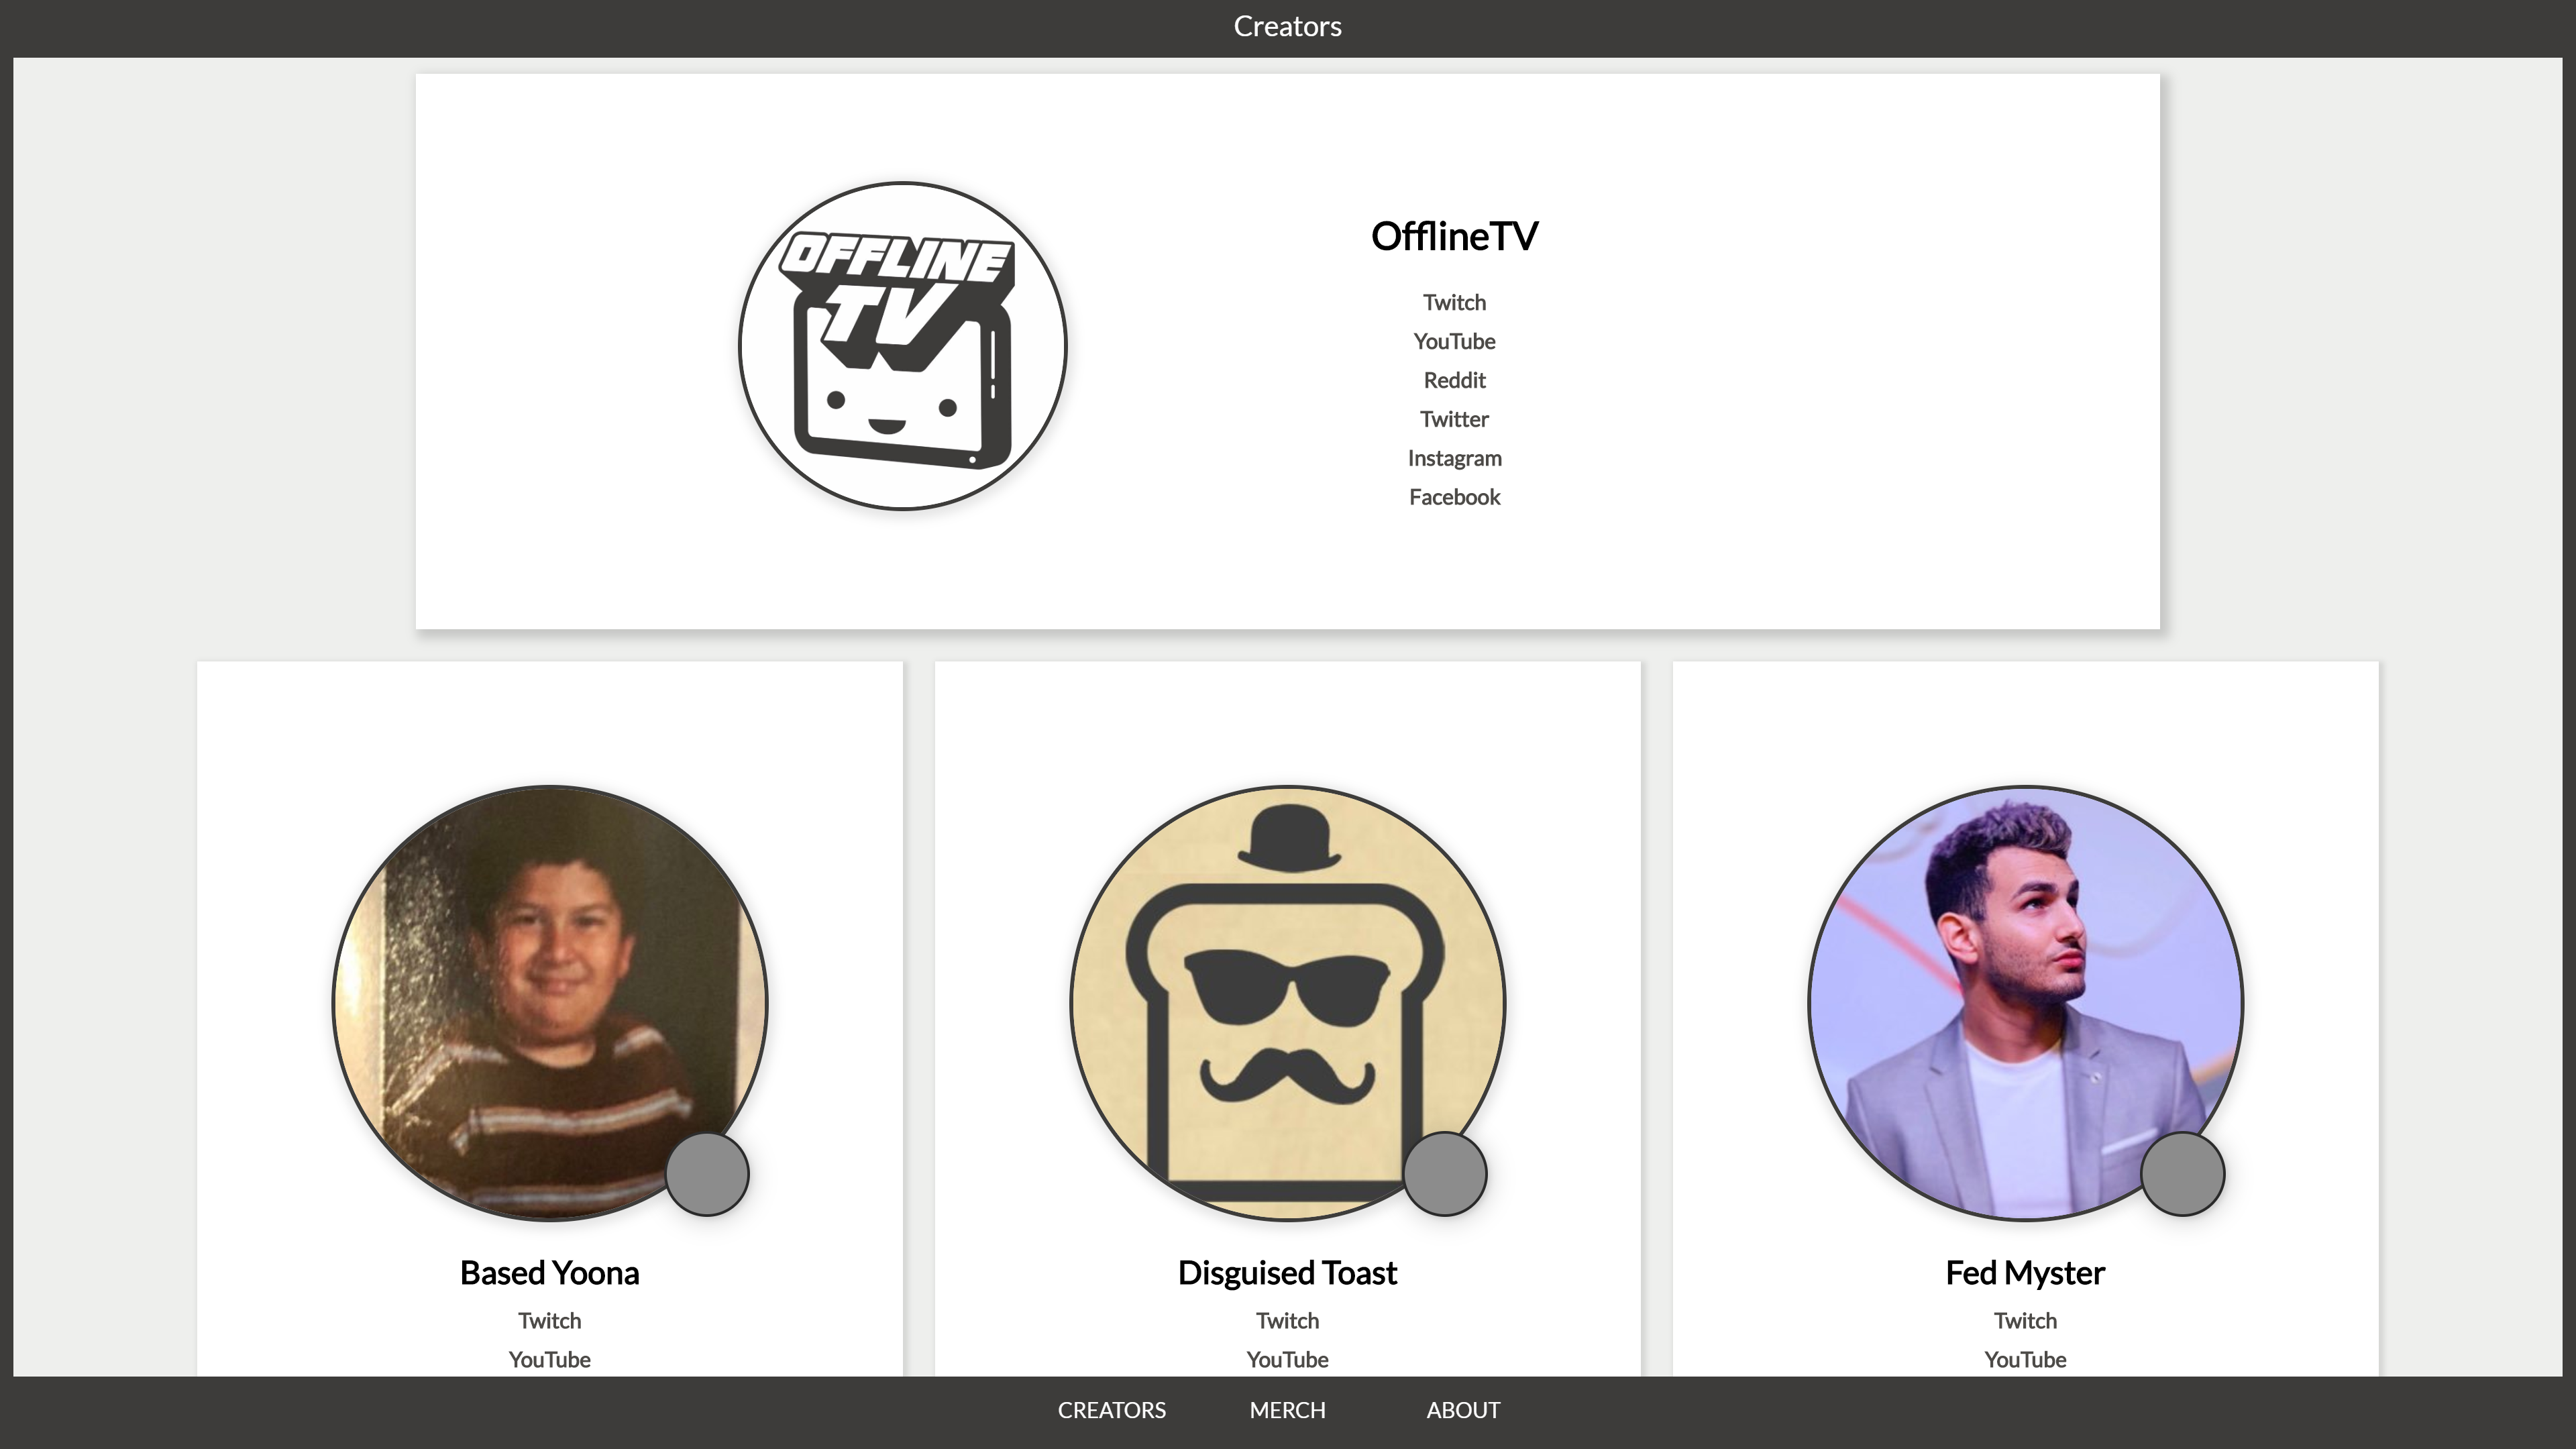 Creators
OFFLINE
TV
OfflineTV
Twitch
YouTube
Reddit
Twitter
Instagram
Facebook
Based Yoona
Twitch
YouTube
Disguised Toast
Twitch
YouTube
Fed Myster
Twitch
YouTube
CREATORS MERCH ABOUT